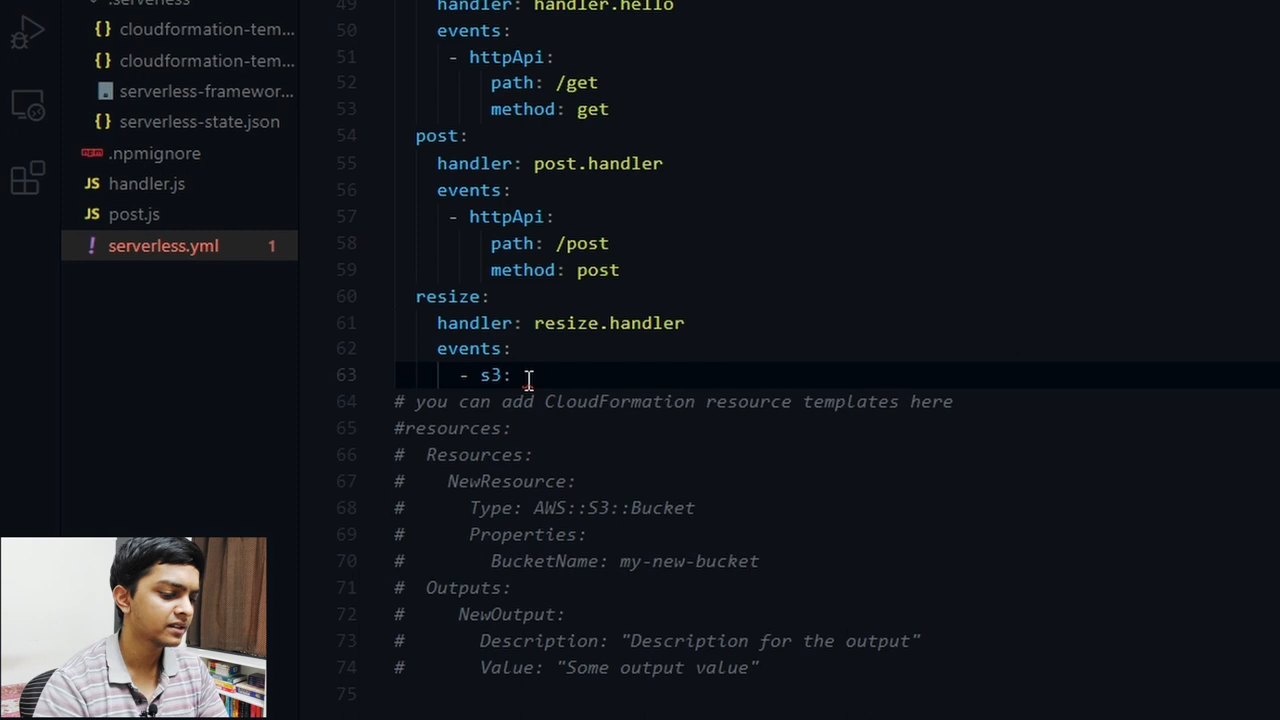 .serverless
{} cloudformation-tem...
{} cloudformation-tem...
serverless-framewor...
{} serverless-state.json
npm .npmignore
JS handler.js
JS post.js
! serverless.yml 1
49 handler: handler.hello
50 events:
51 - httpApi:
52 path: /get
53 method: get
54 post:
55 handler: post.handler
56 events:
57 - httpApi:
58 path: /post
59 method: post
60 resize:
61 handler: resize.handler
62 events:
63 - s3:
64 # you can add CloudFormation resource templates here
65 #resources:
66 # Resources:
67 # NewResource:
68 # Type: AWS::S3::Bucket
69 # Properties:
70 # BucketName: my-new-bucket
71 # Outputs:
72 # NewOutput:
73 # Description: "Description for the output"
74 # Value: "Some output value"
75